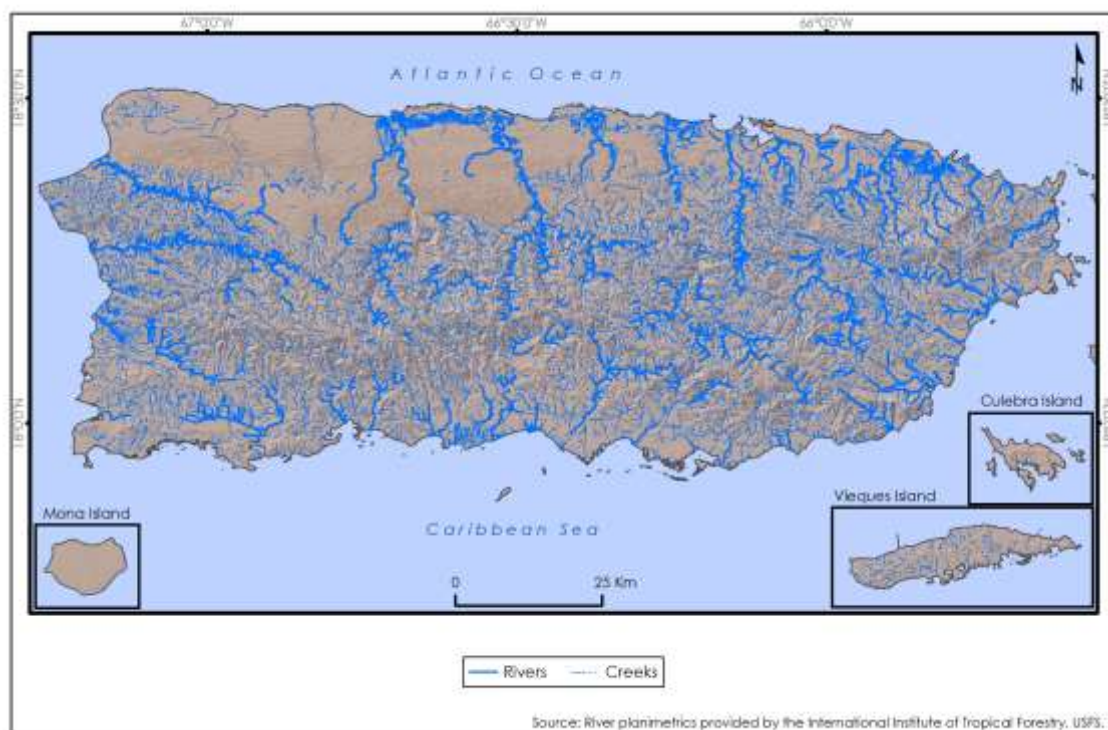 67°0'0"W 66°30'0"W 66°0'0"W
Atlantic Ocean
N
18°30'0"N
18°0'0"N
Culebra Island
Vieques Island
Mona Island
Caribbean Sea
0 25 Km
Rivers Creeks
Source: River planimetrics provided by the International Institute of Tropical Forestry, USFS.